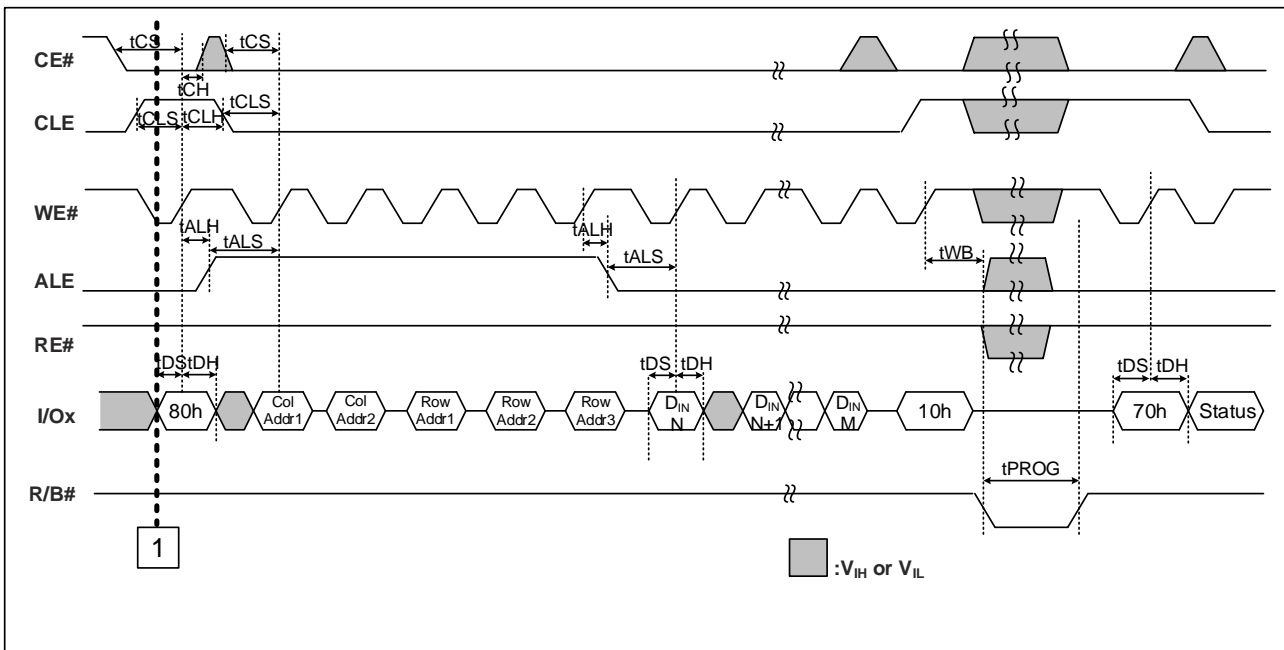 tCS tCS
CE#
tCH
tCLS
CLE
tCLS tCLH
WE#
tALH
tALS
tALH
tALS
tWB
ALE
RE#
tDS tDH
tDS tDH
tDS tDH
I/Ox
80h
Col Addr1
Col Addr2
Row Addr1
Row Addr2
Row Addr3
DIN N
DIN N+1
DIN M
10h
70h
Status
tPROG
R/B#
1
:VIH or VIL